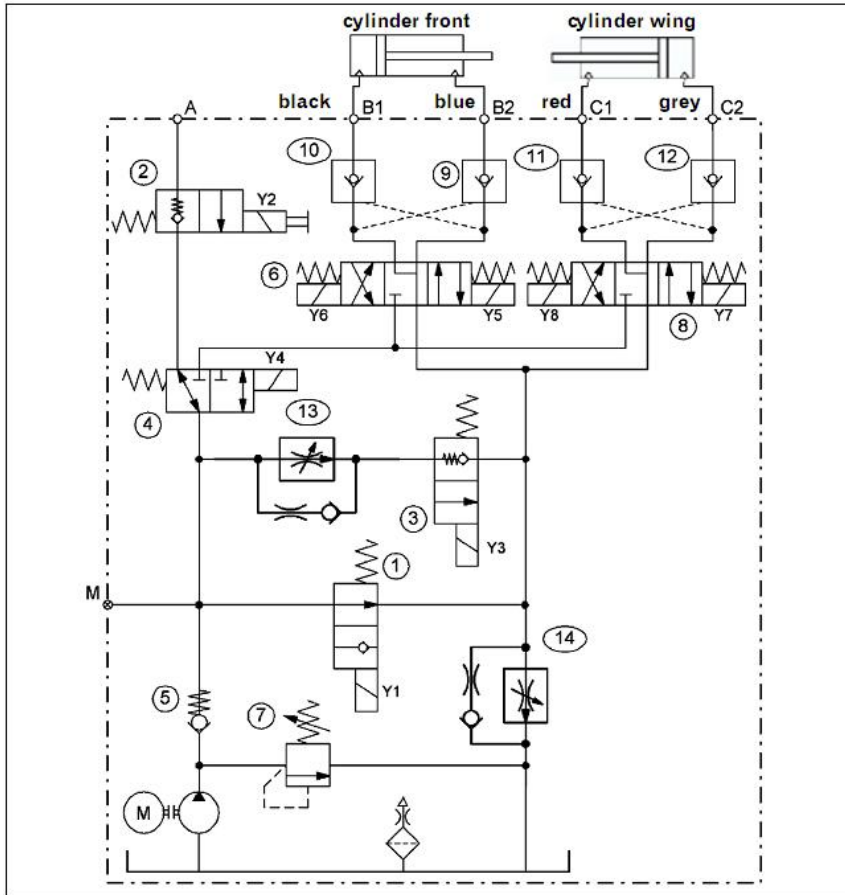 cylinder front cylinder wing
A black B1 blue B2 red C1 grey C2
10 9 11 12
2 Y2
6 Y6 Y5 Y8 8 Y7
Y4
4 13
3 Y3
1
M
14
5 7 Y1
M